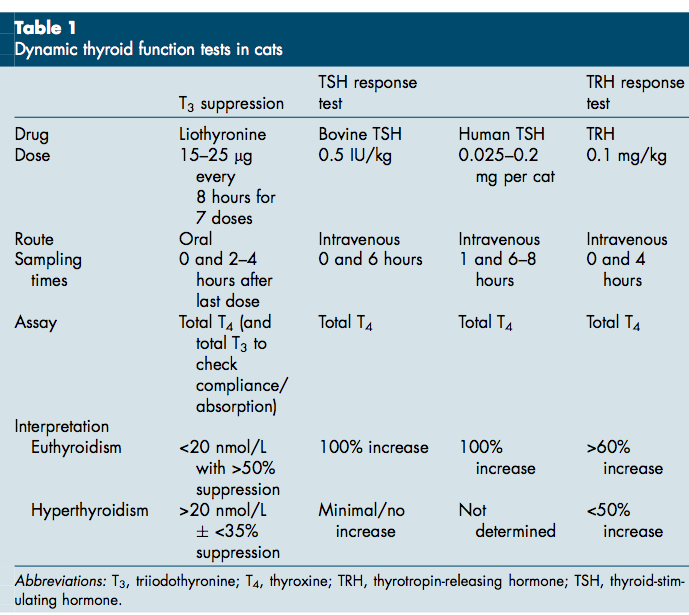 Table 1
Dynamic thyroid function tests in cats
T₃ suppression TSH response test TRH response test
Drug Liothyronine Bovine TSH Human TSH TRH
Dose 15–25 μg every 8 hours for 7 doses 0.5 IU/kg 0.025–0.2 mg per cat 0.1 mg/kg
Route Oral Intravenous Intravenous Intravenous
Sampling times 0 and 2–4 hours after last dose 0 and 6 hours 1 and 6–8 hours 0 and 4 hours
Assay Total T₄ (and total T₃ to check compliance/absorption) Total T₄ Total T₄ Total T₄
Interpretation
Euthyroidism <20 nmol/L with >50% suppression 100% increase 100% increase >60% increase
Hyperthyroidism >20 nmol/L ± <35% suppression Minimal/no increase Not determined <50% increase
Abbreviations: T₃, triiodothyronine; T₄, thyroxine; TRH, thyrotropin-releasing hormone; TSH, thyroid-stim-
ulating hormone.